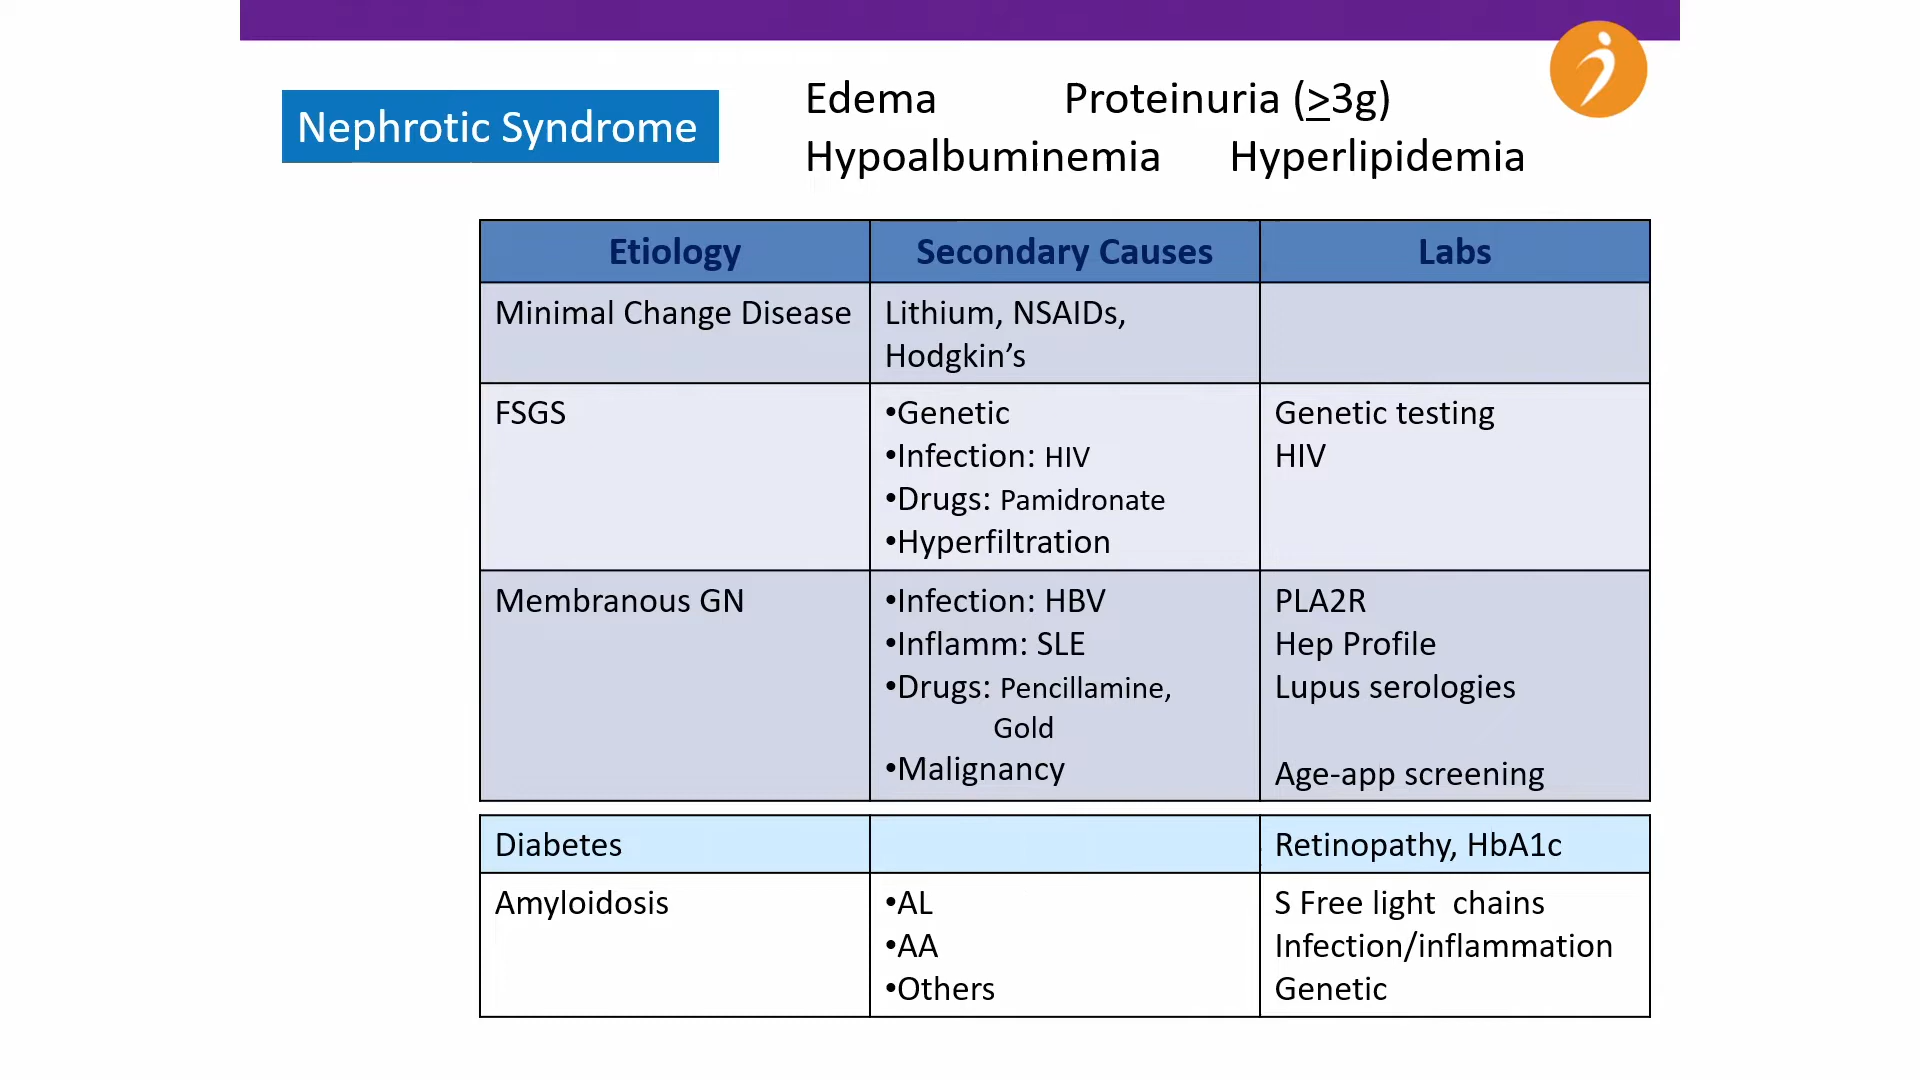 Nephrotic Syndrome
Edema Proteinuria (≥3g)
Hypoalbuminemia Hyperlipidemia
Etiology Secondary Causes Labs
Minimal Change Disease Lithium, NSAIDs,
Hodgkin’s
FSGS •Genetic Genetic testing
•Infection: HIV HIV
•Drugs: Pamidronate
•Hyperfiltration
Membranous GN •Infection: HBV PLA2R
•Inflamm: SLE Hep Profile
•Drugs: Pencillamine, Lupus serologies
Gold
•Malignancy Age-app screening
Diabetes Retinopathy, HbA1c
Amyloidosis •AL S Free light chains
•AA Infection/inflammation
•Others Genetic